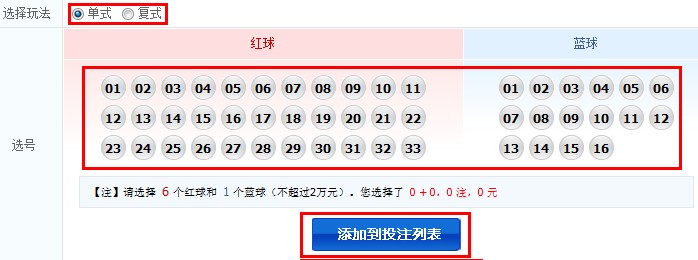 选择玩法 单式 复式
红球 蓝球
01 02 03 04 05 06 07 08 09 10 11 01 02 03 04 05 06
12 13 14 15 16 17 18 19 20 21 22 07 08 09 10 11 12
选号
23 24 25 26 27 28 29 30 31 32 33 13 14 15 16
【注】请选择 6 个红球和 1 个蓝球（不超过2万元）. 您选择了 0 + 0, 0 注, 0 元
添加到投注列表